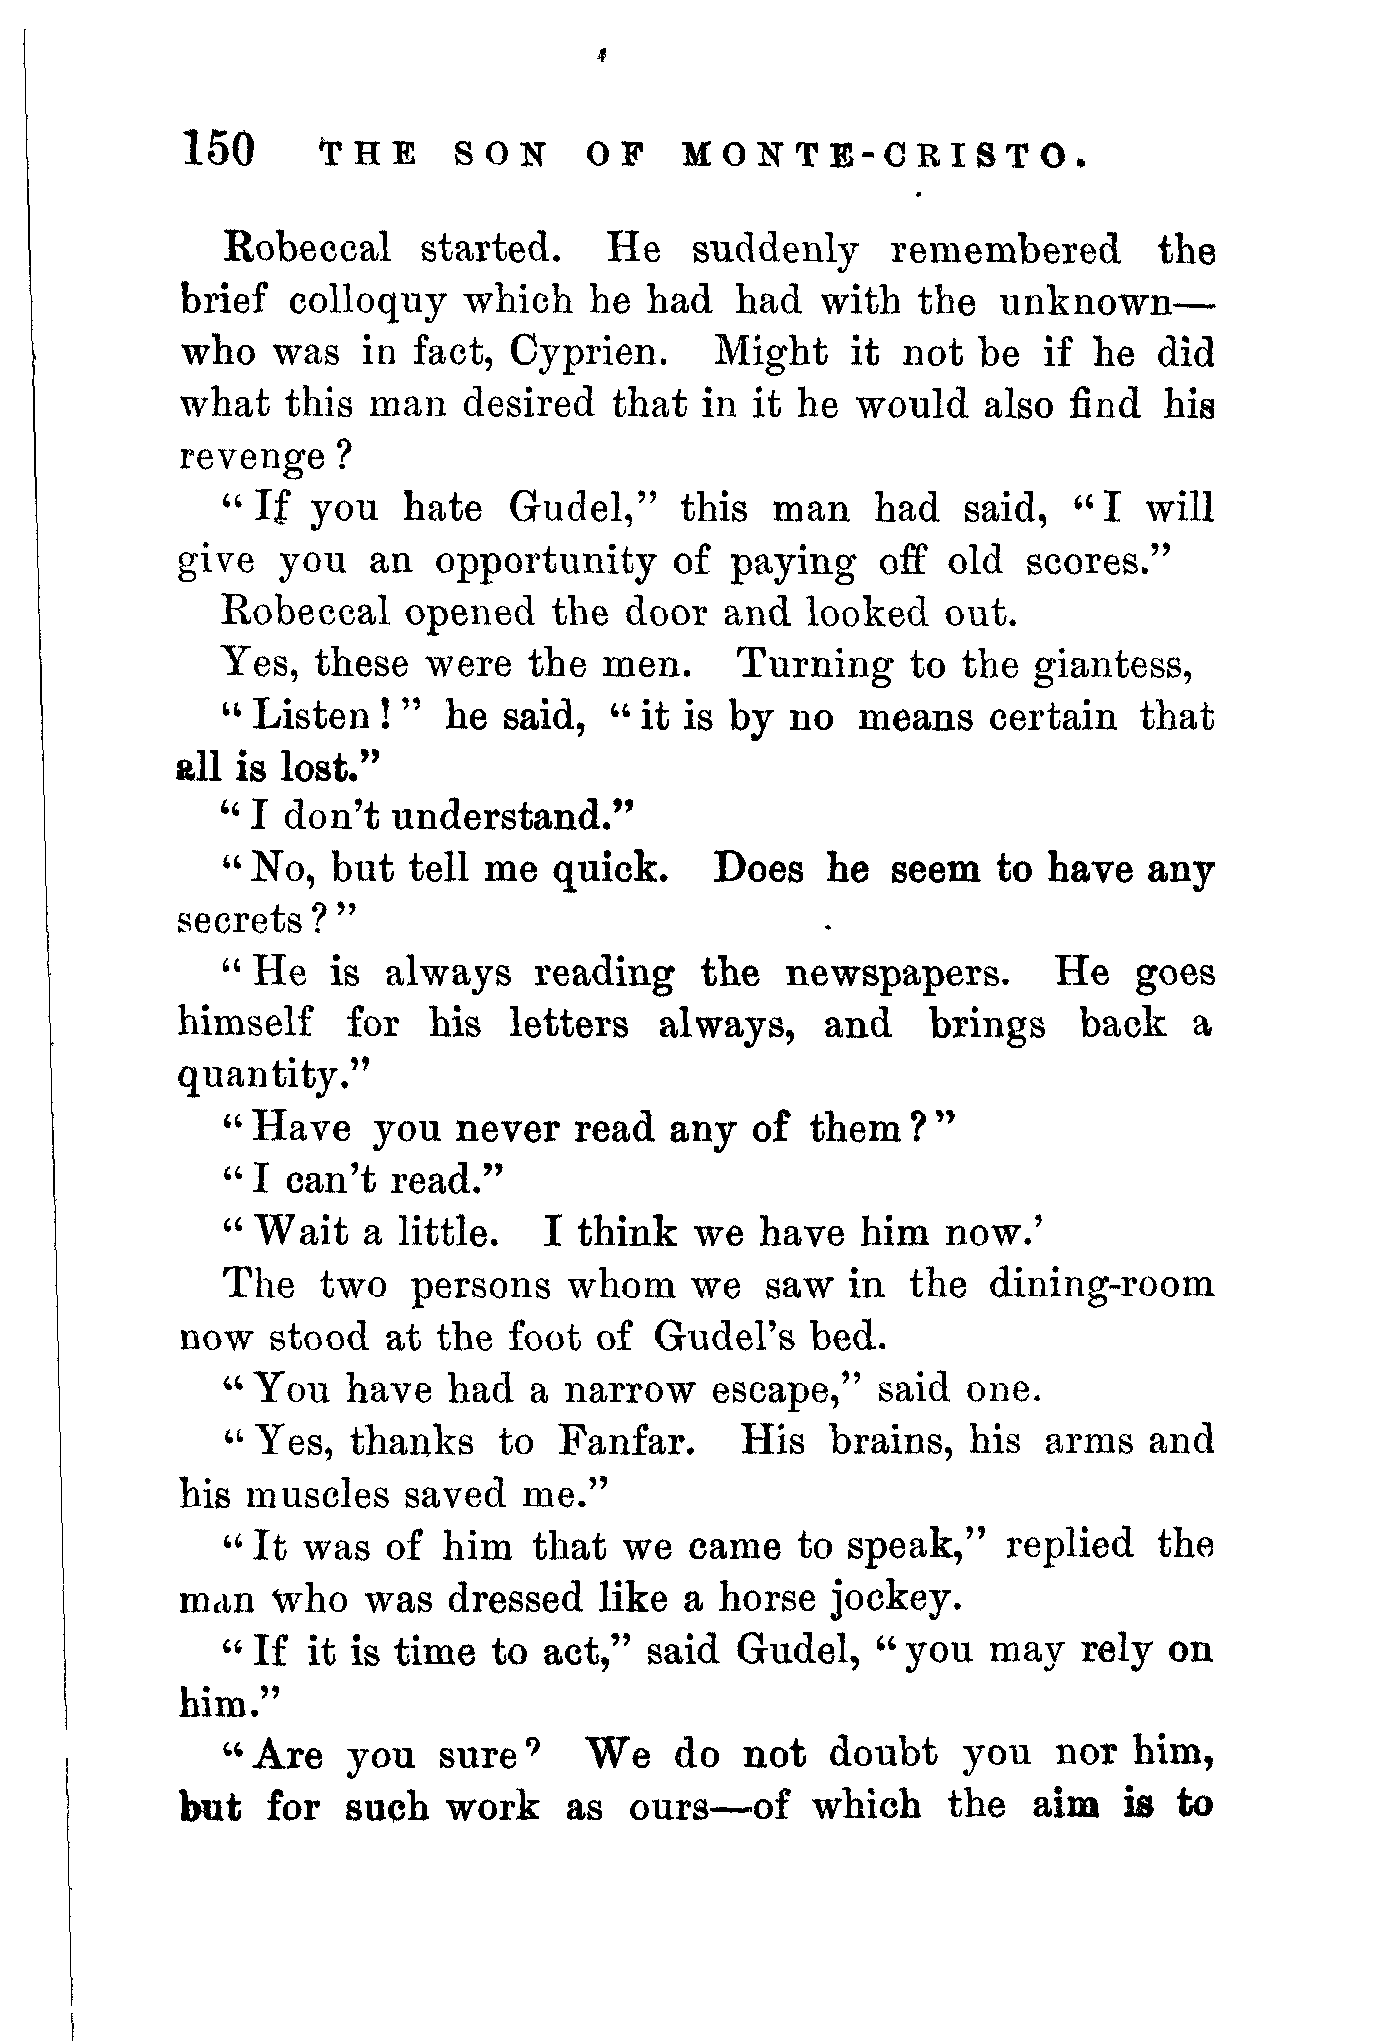 150 THE SON OF MONTE-CRISTO.
Robeccal started. He suddenly remembered the
brief colloquy which he had had with the unknown—
who was in fact, Cyprien. Might it not be if he did
what this man desired that in it he would also find his
revenge?
“If you hate Gudel,” this man had said, “I will
give you an opportunity of paying off old scores.”
Robeccal opened the door and looked out.
Yes, these were the men. Turning to the giantess,
“Listen!” he said, “it is by no means certain that
all is lost.”
“I don't understand.”
“No, but tell me quick. Does he seem to have any
secrets?”
“He is always reading the newspapers. He goes
himself for his letters always, and brings back a
quantity.”
“Have you never read any of them?”
“I can't read.”
“Wait a little. I think we have him now.’
The two persons whom we saw in the dining-room
now stood at the foot of Gudel's bed.
“You have had a narrow escape,” said one.
“Yes, thanks to Fanfar. His brains, his arms and
his muscles saved me.”
“It was of him that we came to speak,” replied the
man who was dressed like a horse jockey.
“If it is time to act,” said Gudel, “you may rely on
him.”
“Are you sure? We do not doubt you nor him,
but for such work as ours—of which the aim is to